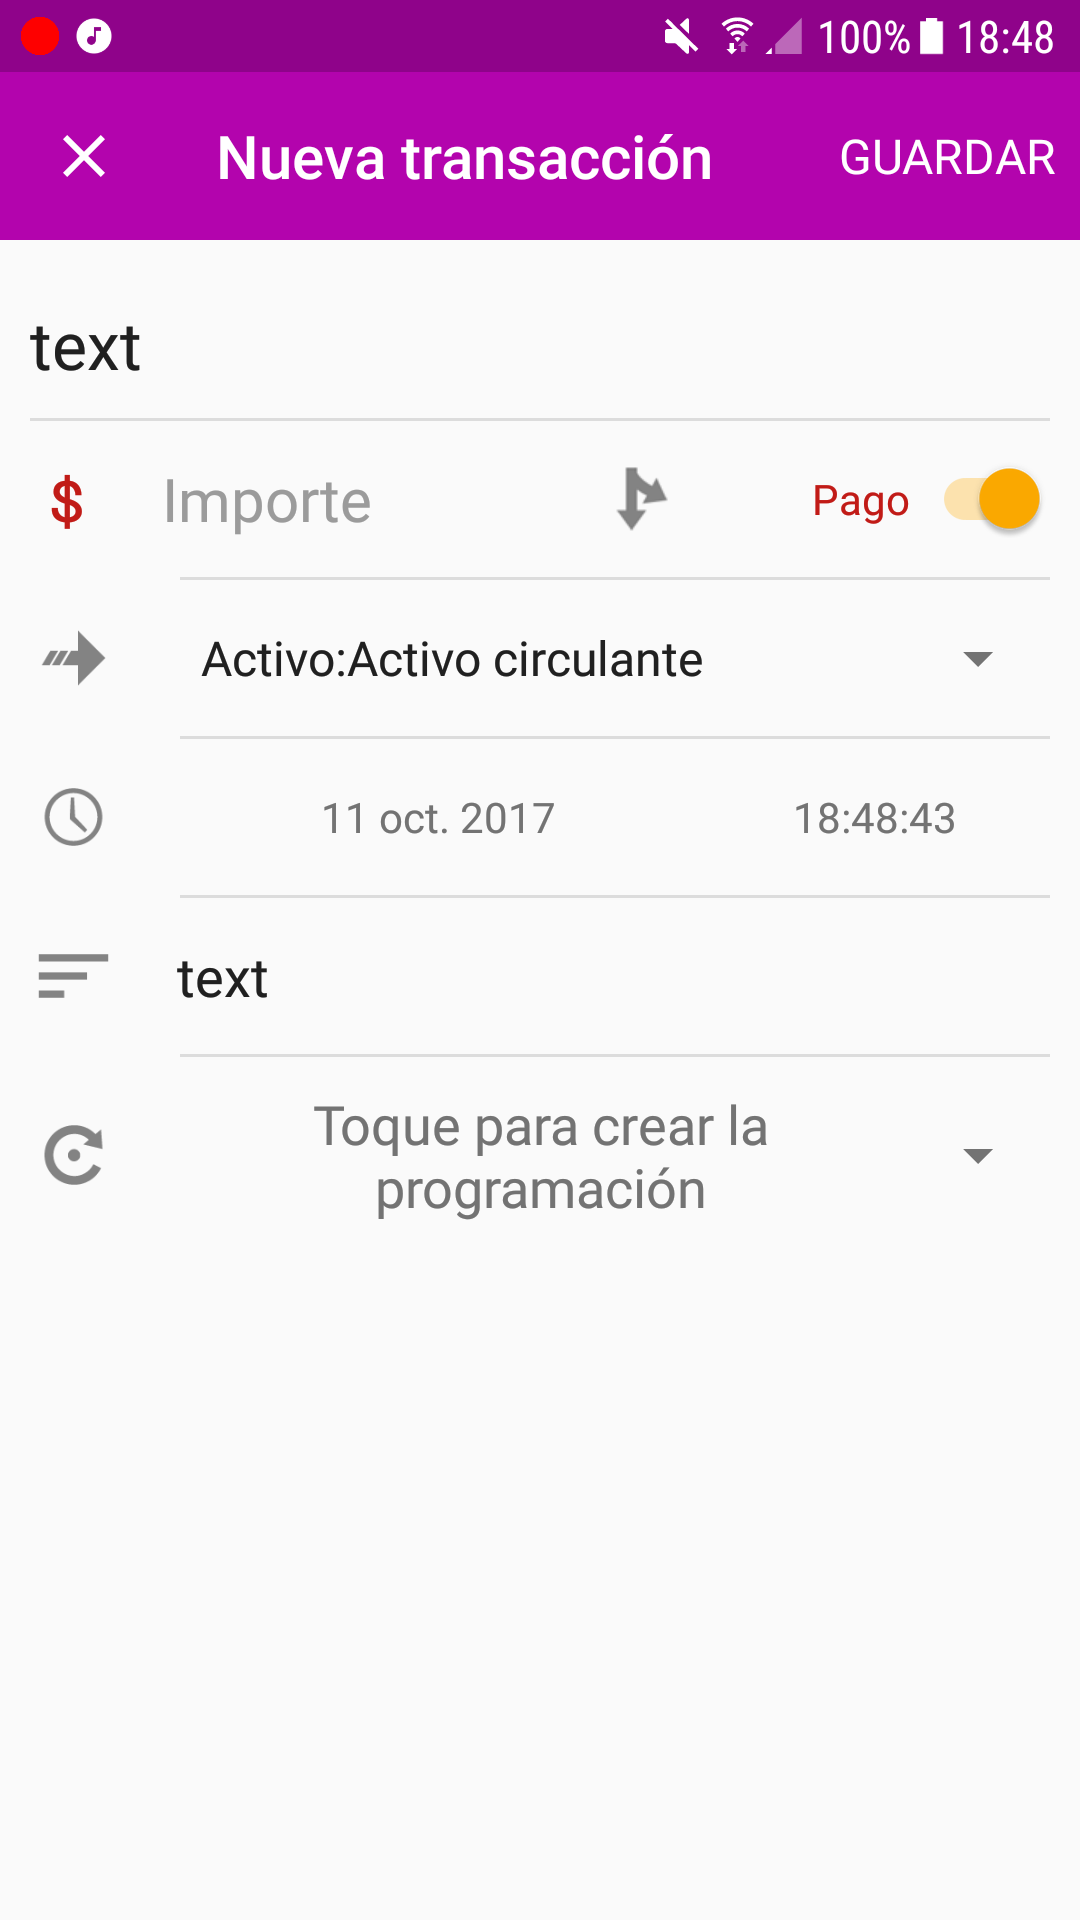 100% 18:48
Nueva transacción GUARDAR
text
$ Importe Pago
Activo:Activo circulante
11 oct. 2017 18:48:43
text
Toque para crear la
programación